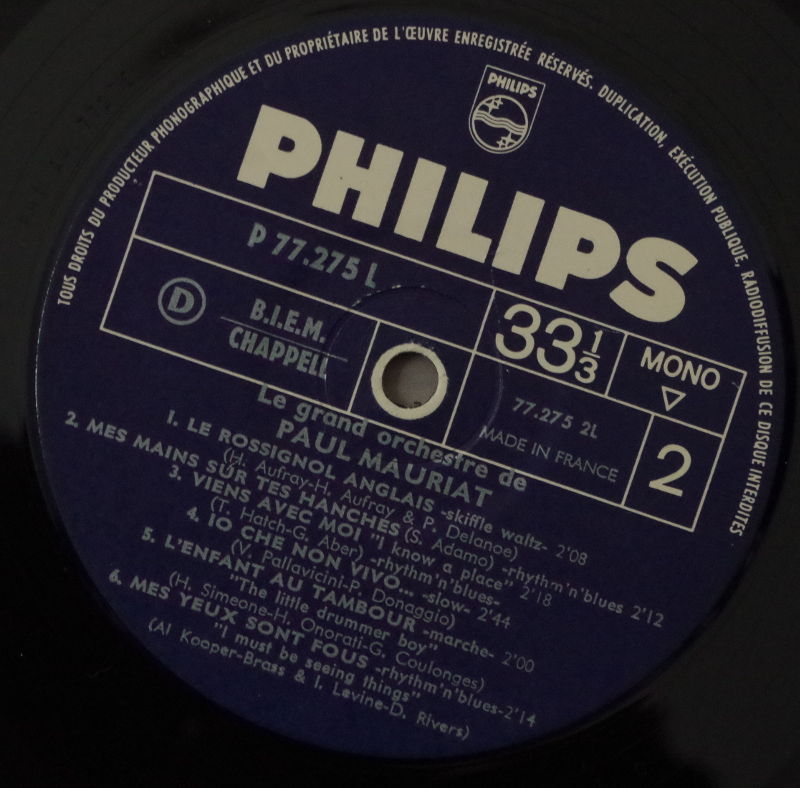 TOUS DROITS DU PRODUCTEUR PHONOGRAPHIQUE ET DU PROPRIÉTAIRE DE L'ŒUVRE ENREGISTRÉE RÉSERVÉS. DUPLICATION, EXÉCUTION PUBLIQUE, RADIODIFFUSION DE CE DISQUE INTERDITES
PHILIPS
PHILIPS
P 77.275 L
D
B.I.E.M.
CHAPPELL
33 1/3
MONO
77.275 2L
MADE IN FRANCE
2
Le grand orchestre de
PAUL MAURIAT
1. LE ROSSIGNOL ANGLAIS -skiffle waltz- 2'08
(H. Aufray-H. Aufray & P. Delanoe)
2. MES MAINS SUR TES HANCHES (S. Adamo) -rhythm'n'blues 2'12
3. VIENS AVEC MOI "I know a place"
(T. Hatch-G. Aber) -rhythm'n'blues- 2'18
4. IO CHE NON VIVO... -slow- 2'44
(V. Pallavicini-P. Donaggio)
5. L'ENFANT AU TAMBOUR -marche- 2'00
"The little drummer boy"
(H. Simeone-H. Onorati-G. Coulonges)
6. MES YEUX SONT FOUS -rhythm'n'blues-2'14
"I must be seeing things"
(Al Kooper-Brass & I. Levine-D. Rivers)